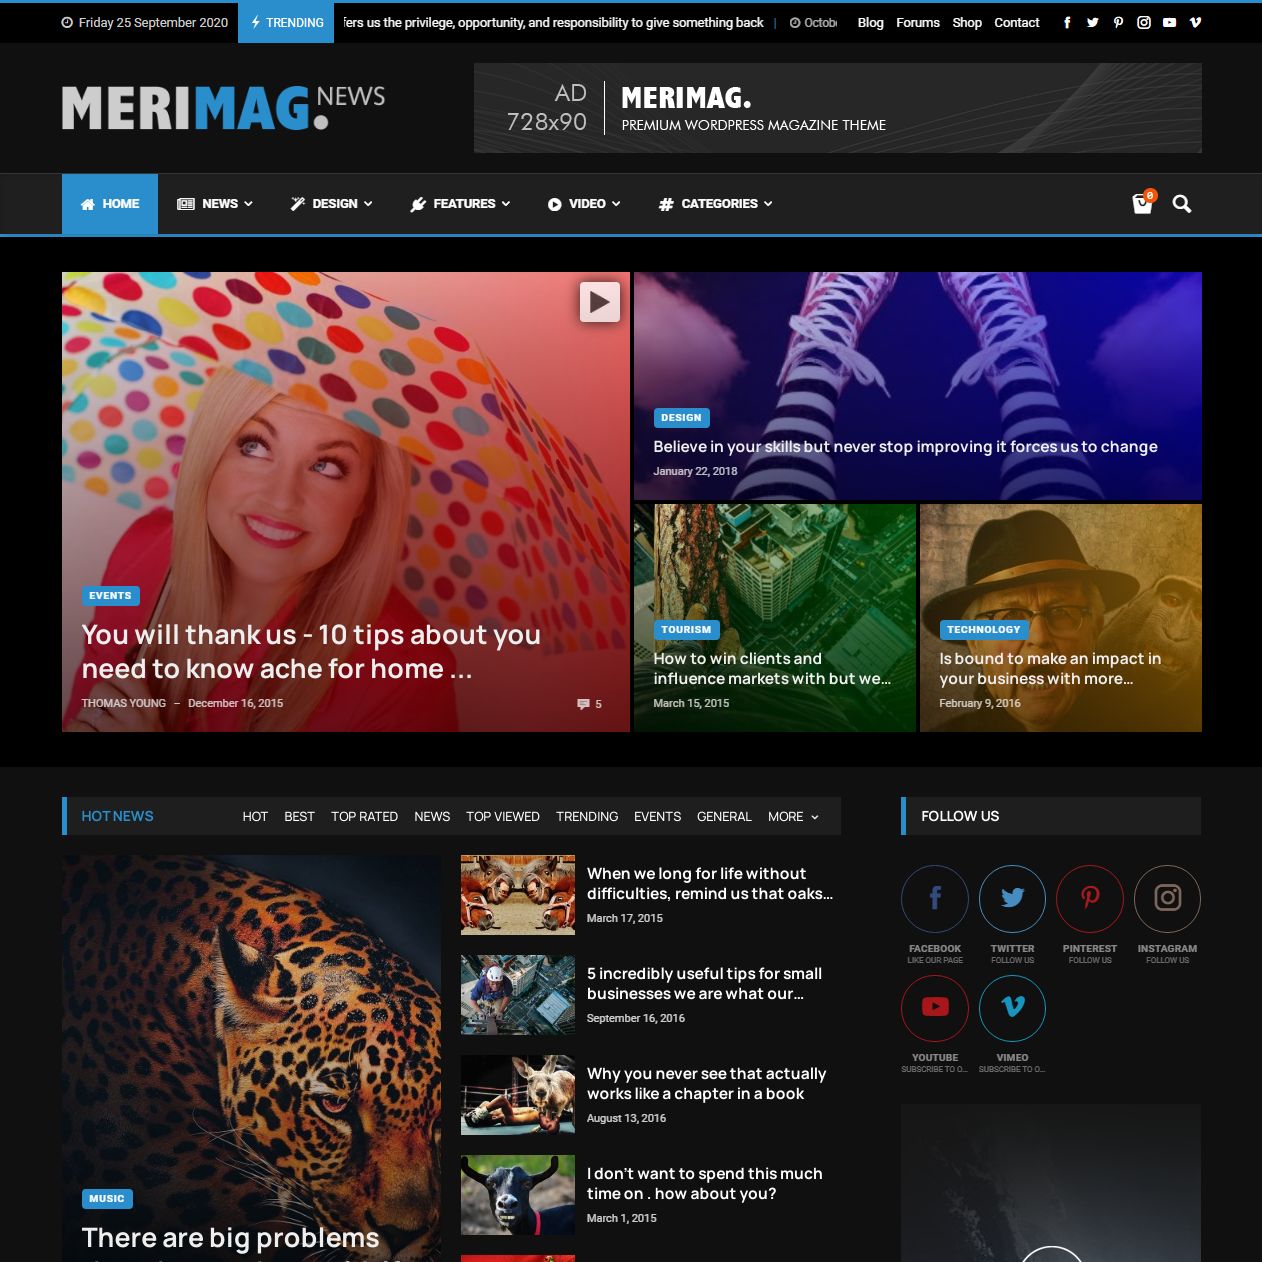 Friday 25 September 2020
TRENDING
fers us the privilege, opportunity, and responsibility to give something back
Blog Forums Shop Contact
MERIMAG. NEWS
AD
728x90
MERIMAG.
PREMIUM WORDPRESS MAGAZINE THEME
HOME NEWS DESIGN FEATURES VIDEO CATEGORIES
0
EVENTS
You will thank us - 10 tips about you
need to know ache for home ...
THOMAS YOUNG – December 16, 2015
5
DESIGN
Believe in your skills but never stop improving it forces us to change
January 22, 2018
TOURISM
How to win clients and
influence markets with but we...
March 15, 2015
TECHNOLOGY
Is bound to make an impact in
your business with more...
February 9, 2016
HOT NEWS
HOT BEST TOP RATED NEWS TOP VIEWED TRENDING EVENTS GENERAL MORE
MUSIC
There are big problems
When we long for life without
difficulties, remind us that oaks...
March 17, 2015
5 incredibly useful tips for small
businesses we are what our...
September 16, 2016
Why you never see that actually
works like a chapter in a book
August 13, 2016
I don't want to spend this much
time on . how about you?
March 1, 2015
FOLLOW US
FACEBOOK
LIKE OUR PAGE
TWITTER
FOLLOW US
PINTEREST
FOLLOW US
INSTAGRAM
FOLLOW US
YOUTUBE
SUBSCRIBE TO O...
VIMEO
SUBSCRIBE TO O...